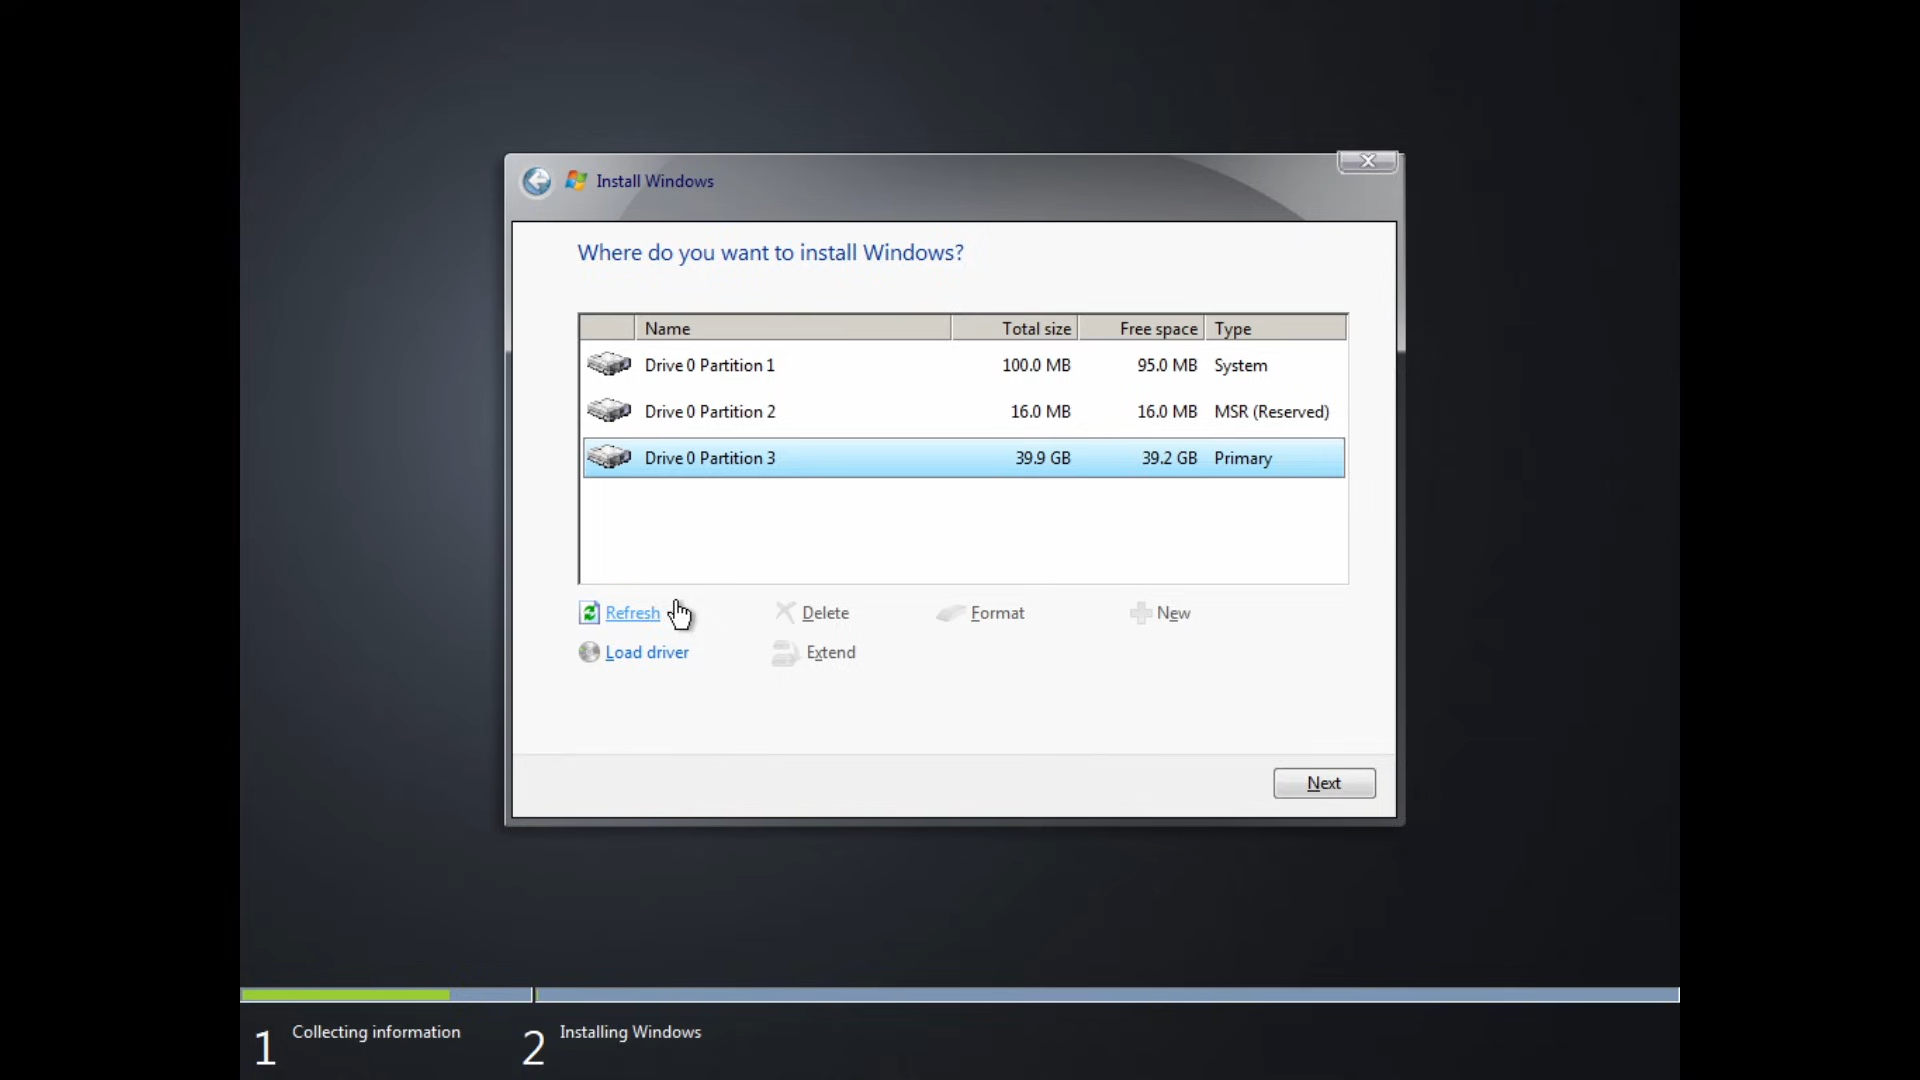 Install Windows
Where do you want to install Windows?
Name Total size Free space Type
Drive 0 Partition 1 100.0 MB 95.0 MB System
Drive 0 Partition 2 16.0 MB 16.0 MB MSR (Reserved)
Drive 0 Partition 3 39.9 GB 39.2 GB Primary
Refresh Delete Format New
Load driver Extend
Next
1 Collecting information 2 Installing Windows